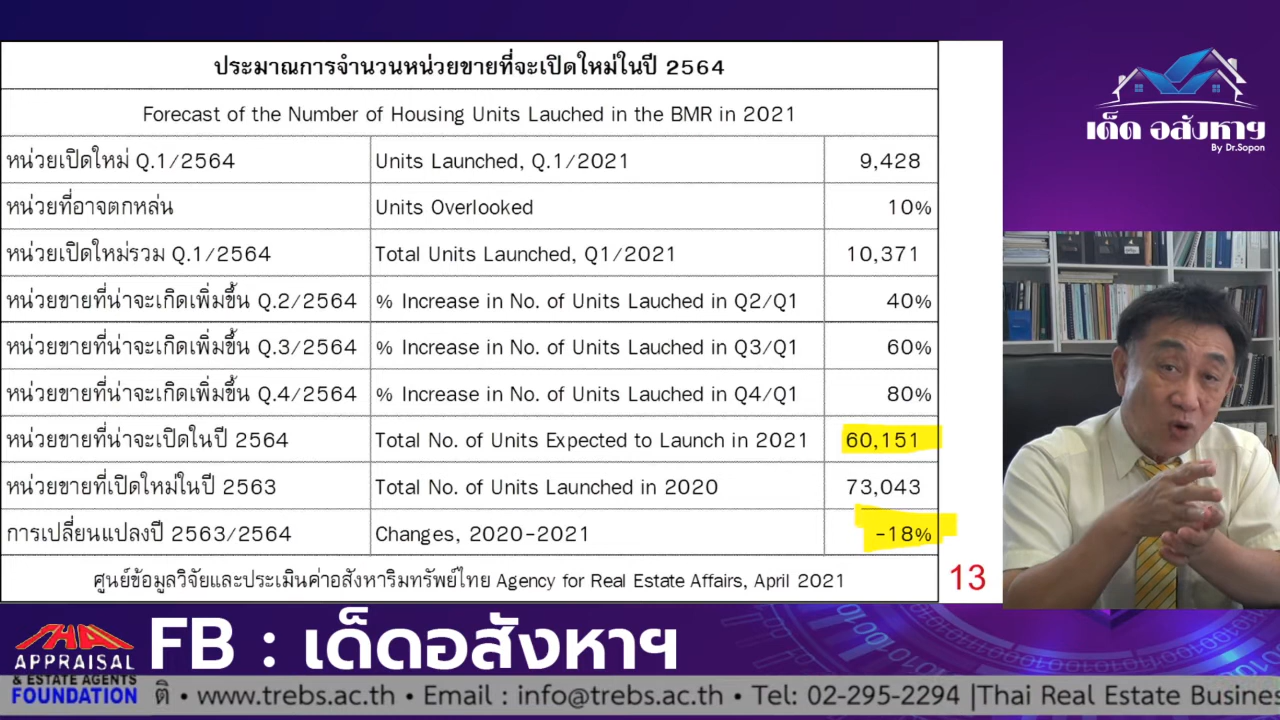 ประมาณการจำนวนหน่วยขายที่จะเปิดใหม่ในปี 2564
Forecast of the Number of Housing Units Lauched in the BMR in 2021
หน่วยเปิดใหม่ Q.1/2564 Units Launched, Q.1/2021 9,428
หน่วยที่อาจตกหล่น Units Overlooked 10%
หน่วยเปิดใหม่รวม Q.1/2564 Total Units Launched, Q1/2021 10,371
หน่วยขายที่น่าจะเกิดเพิ่มขึ้น Q.2/2564 % Increase in No. of Units Lauched in Q2/Q1 40%
หน่วยขายที่น่าจะเกิดเพิ่มขึ้น Q.3/2564 % Increase in No. of Units Lauched in Q3/Q1 60%
หน่วยขายที่น่าจะเกิดเพิ่มขึ้น Q.4/2564 % Increase in No. of Units Lauched in Q4/Q1 80%
หน่วยขายที่น่าจะเปิดในปี 2564 Total No. of Units Expected to Launch in 2021 60,151
หน่วยขายที่เปิดใหม่ในปี 2563 Total No. of Units Launched in 2020 73,043
การเปลี่ยนแปลงปี 2563/2564 Changes, 2020-2021 -18%
ศูนย์ข้อมูลวิจัยและประเมินค่าอสังหาริมทรัพย์ไทย Agency for Real Estate Affairs, April 2021
13
เด็ด อสังหาฯ
By Dr.Sopon
THAI
APPRAISAL
& ESTATE AGENTS
FOUNDATION
FB : เด็ดอสังหาฯ
ติ • www.trebs.ac.th • Email : info@trebs.ac.th • Tel: 02-295-2294 |Thai Real Estate Busines